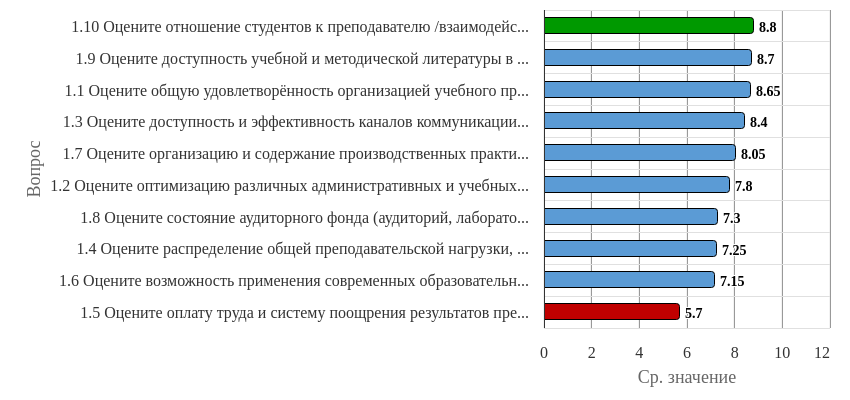 1.10 Оцените отношение студентов к преподавателю /взаимодейс... 8.8
1.9 Оцените доступность учебной и методической литературы в ... 8.7
1.1 Оцените общую удовлетворённость организацией учебного пр... 8.65
1.3 Оцените доступность и эффективность каналов коммуникации... 8.4
1.7 Оцените организацию и содержание производственных практи... 8.05
1.2 Оцените оптимизацию различных административных и учебных... 7.8
1.8 Оцените состояние аудиторного фонда (аудиторий, лаборато... 7.3
1.4 Оцените распределение общей преподавательской нагрузки, ... 7.25
1.6 Оцените возможность применения современных образовательн... 7.15
1.5 Оцените оплату труда и систему поощрения результатов пре... 5.7
Вопрос
0 2 4 6 8 10 12
Ср. значение